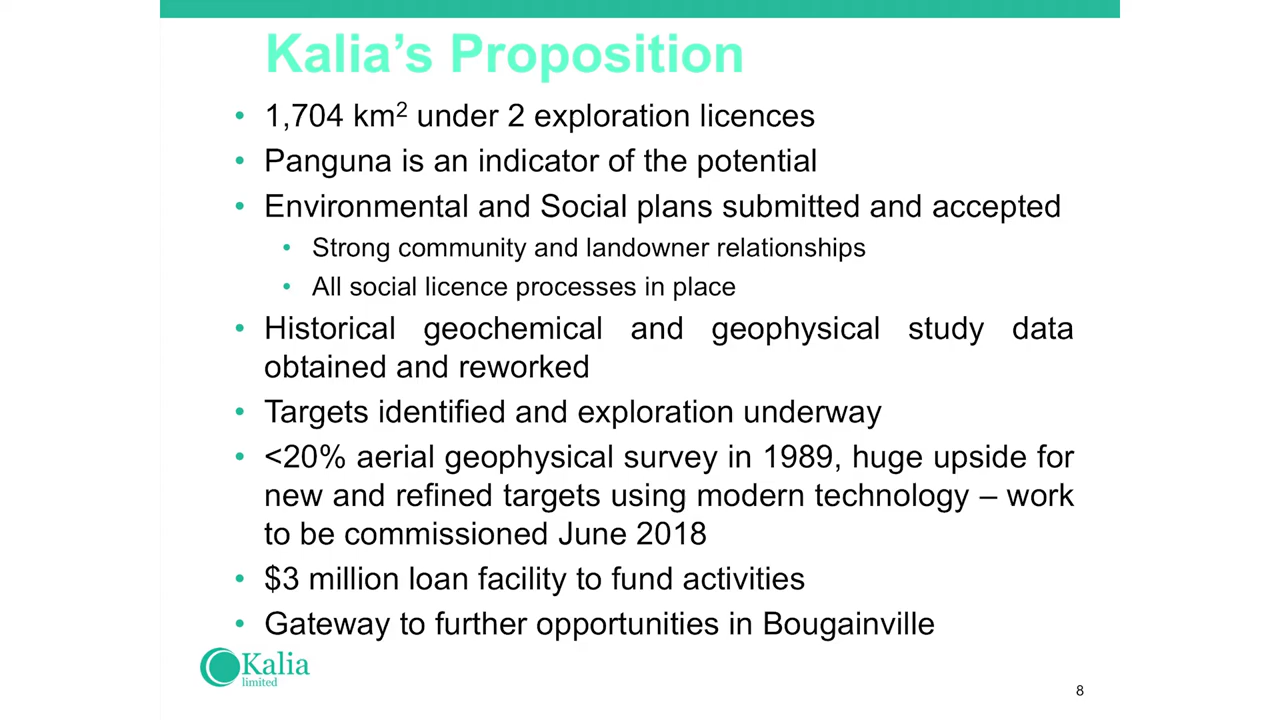 Kalia’s Proposition
• 1,704 km² under 2 exploration licences
• Panguna is an indicator of the potential
• Environmental and Social plans submitted and accepted
• Strong community and landowner relationships
• All social licence processes in place
• Historical geochemical and geophysical study data
obtained and reworked
• Targets identified and exploration underway
• <20% aerial geophysical survey in 1989, huge upside for
new and refined targets using modern technology – work
to be commissioned June 2018
• $3 million loan facility to fund activities
• Gateway to further opportunities in Bougainville
Kalia
limited
8